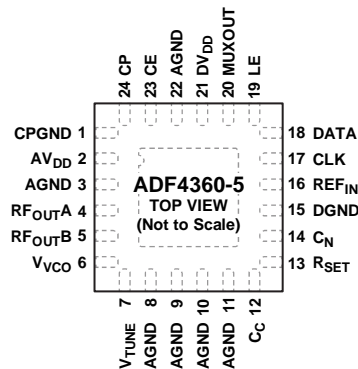 24 CP
23 CE
22 AGND
21 DVDD
20 MUXOUT
19 LE
CPGND 1
AVDD 2
AGND 3
RFOUTA 4
RFOUTB 5
VVCO 6
ADF4360-5
TOP VIEW
(Not to Scale)
18 DATA
17 CLK
16 REFIN
15 DGND
14 CN
13 RSET
VTUNE 7
AGND 8
AGND 9
AGND 10
AGND 11
CC 12